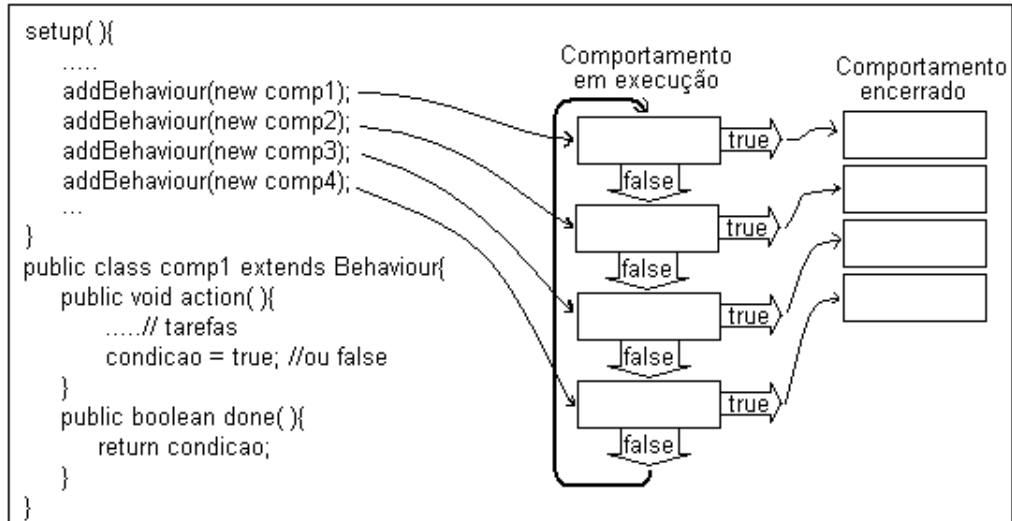 setup( ){
.....
addBehaviour(new comp1);
addBehaviour(new comp2);
addBehaviour(new comp3);
addBehaviour(new comp4);
...
}
public class comp1 extends Behaviour{
public void action( ){
.....// tarefas
condicao = true; //ou false
}
public boolean done( ){
return condicao;
}
}
Comportamento
em execução
Comportamento
encerrado
true
false
true
false
true
false
true
false